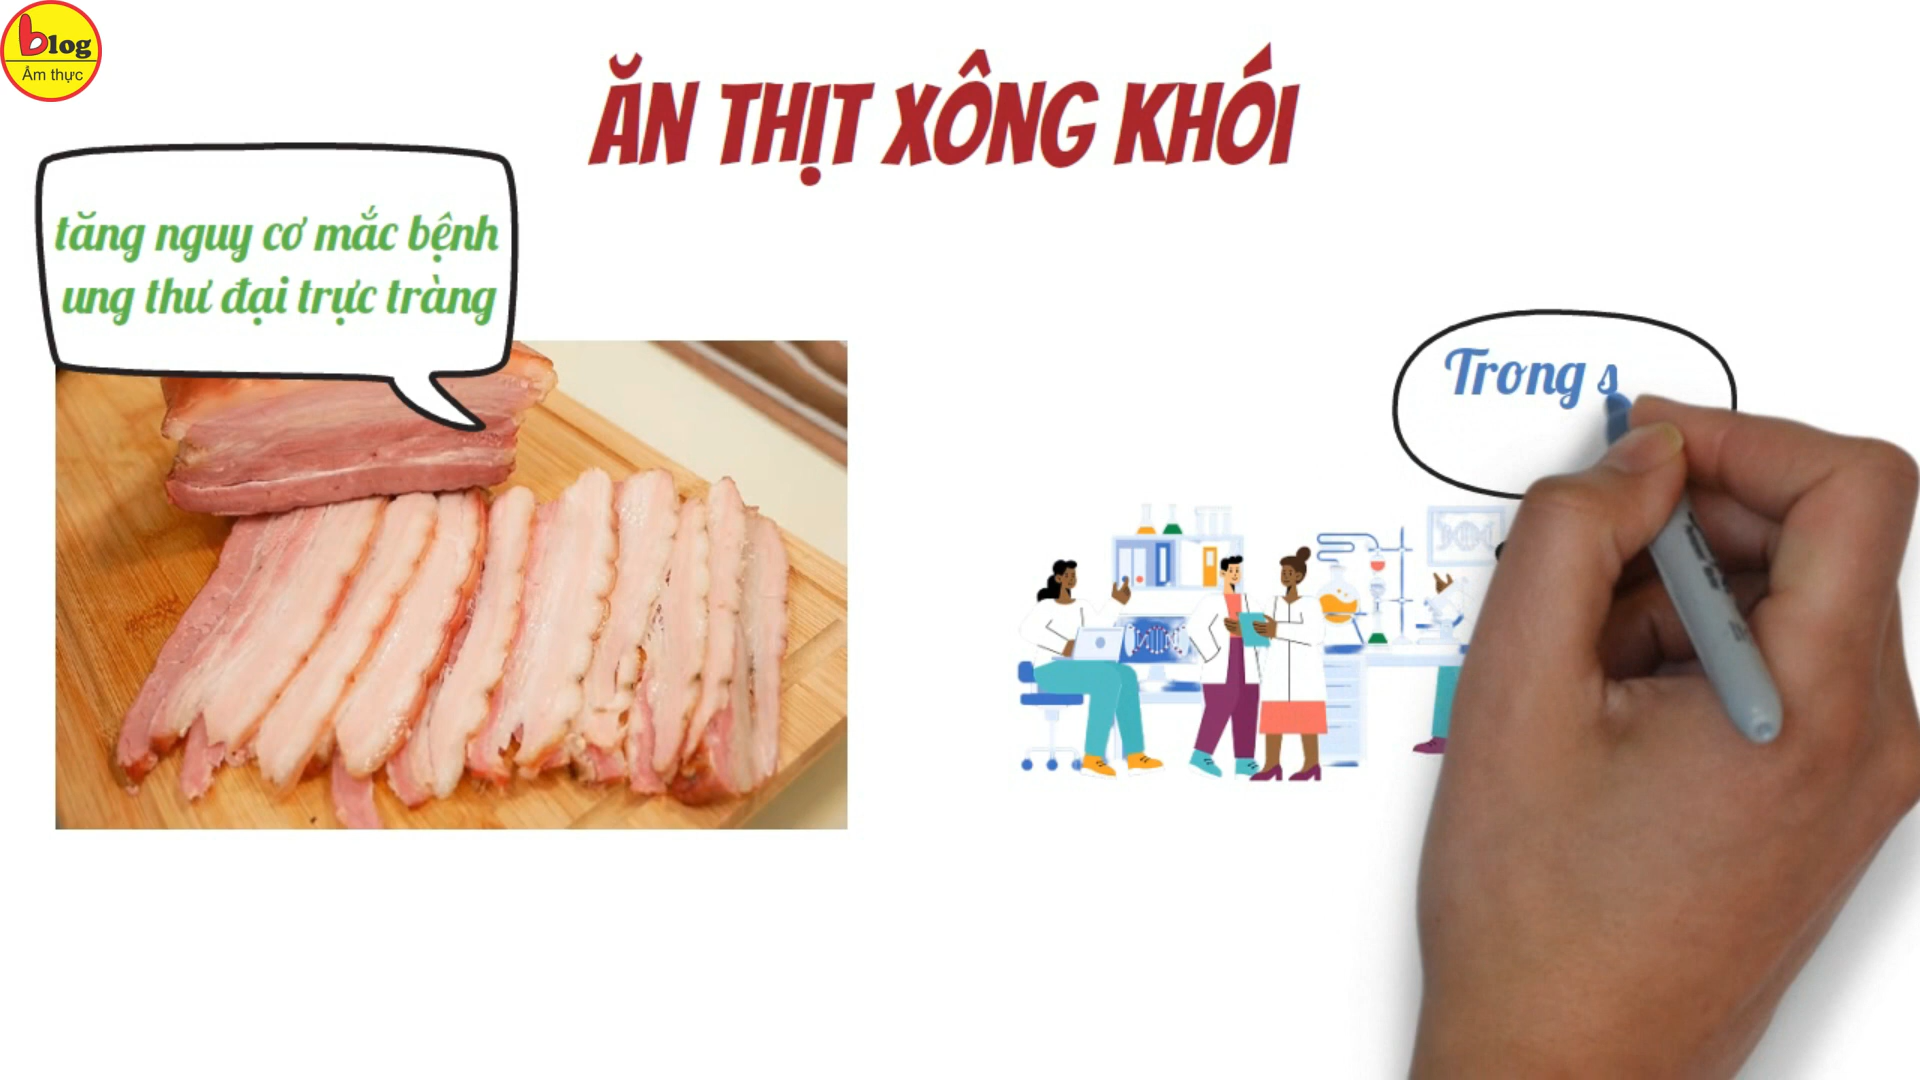 blog
Ẩm thực
ĂN THỊT XÔNG KHÓI
tăng nguy cơ mắc bệnh
ung thư đại trực tràng
Trong s